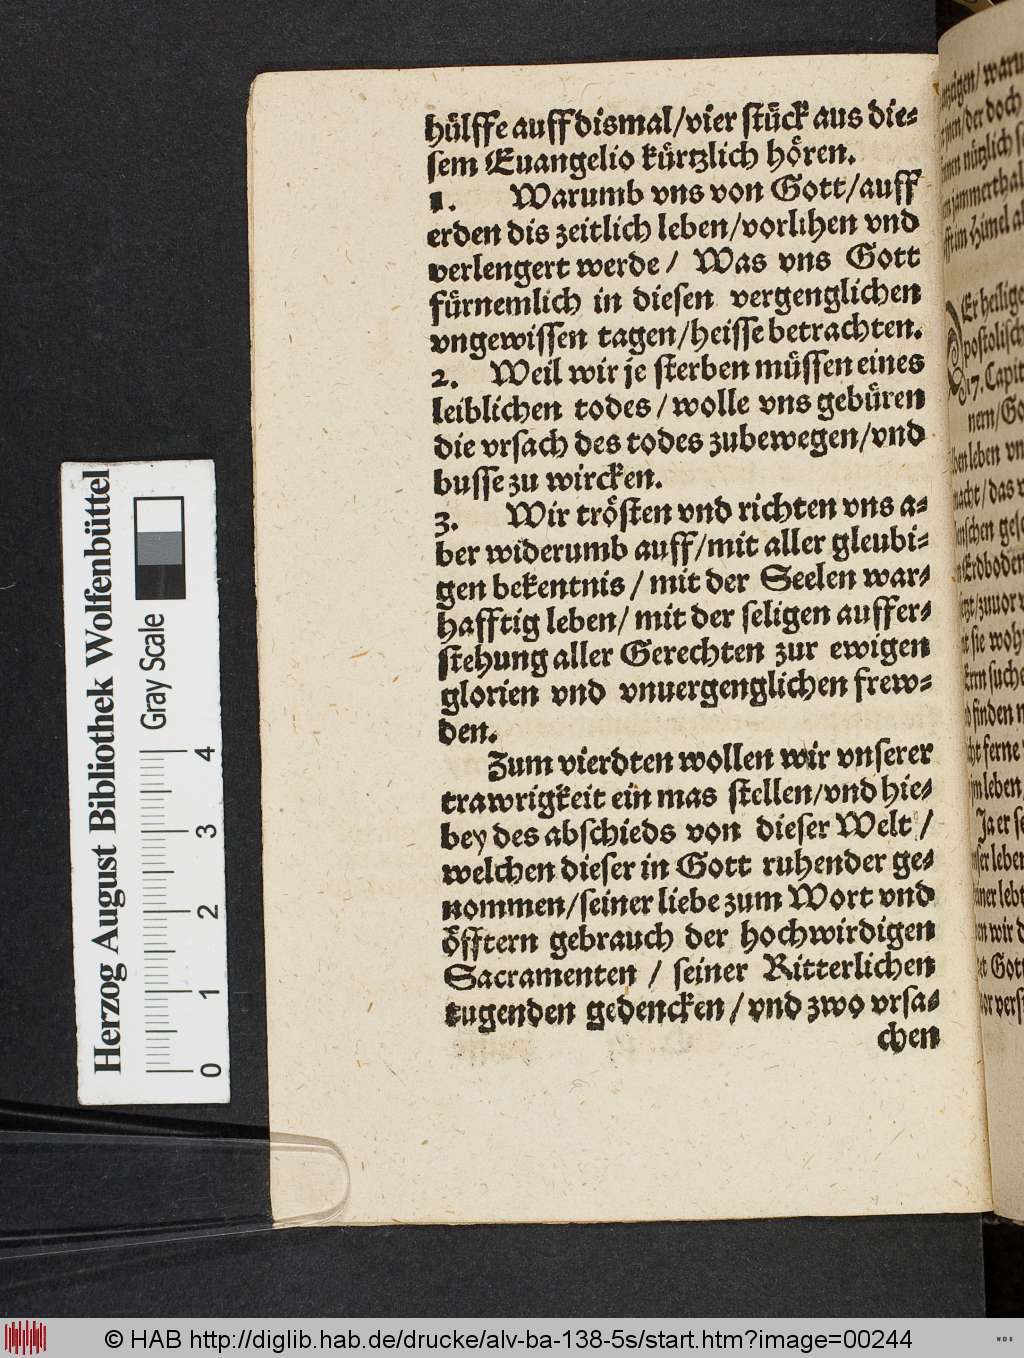 hülffe auff dismal/vier stück aus die=
sem Euangelio kürtzlich hören.
1. Warumb vns von Gott/auff
erden dis zeitlich leben/vorlihen vnd
verlengert werde/ Was vns Gott
fürnemlich in diesen vergenglichen
vngewissen tagen/heisse betrachten.
2. Weil wir je sterben müssen eines
leiblichen todes/wolle vns gebüren
die vrsach des todes zubewegen/vnd
busse zu wircken.
3. Wir trösten vnd richten vns a=
ber widerumb auff/mit aller gleubi=
gen bekentnis/mit der Seelen war=
hafftig leben/mit der seligen auffer=
stehung aller Gerechten zur ewigen
glorien vnd vnuergenglichen frew=
den.
Zum vierdten wollen wir vnserer
trawrigkeit ein mas stellen/vnd hie=
bey des abschieds von dieser Welt/
welchen dieser in Gott ruhender ge=
nommen/seiner liebe zum Wort vnd
öfftern gebrauch der hochwirdigen
Sacramenten/seiner Ritterlichen
tugenden gedencken/vnd zwo vrsa=
chen
Herzog August Bibliothek Wolfenbüttel
Gray Scale
0 1 2 3 4
© HAB http://diglib.hab.de/drucke/alv-ba-138-5s/start.htm?image=00244